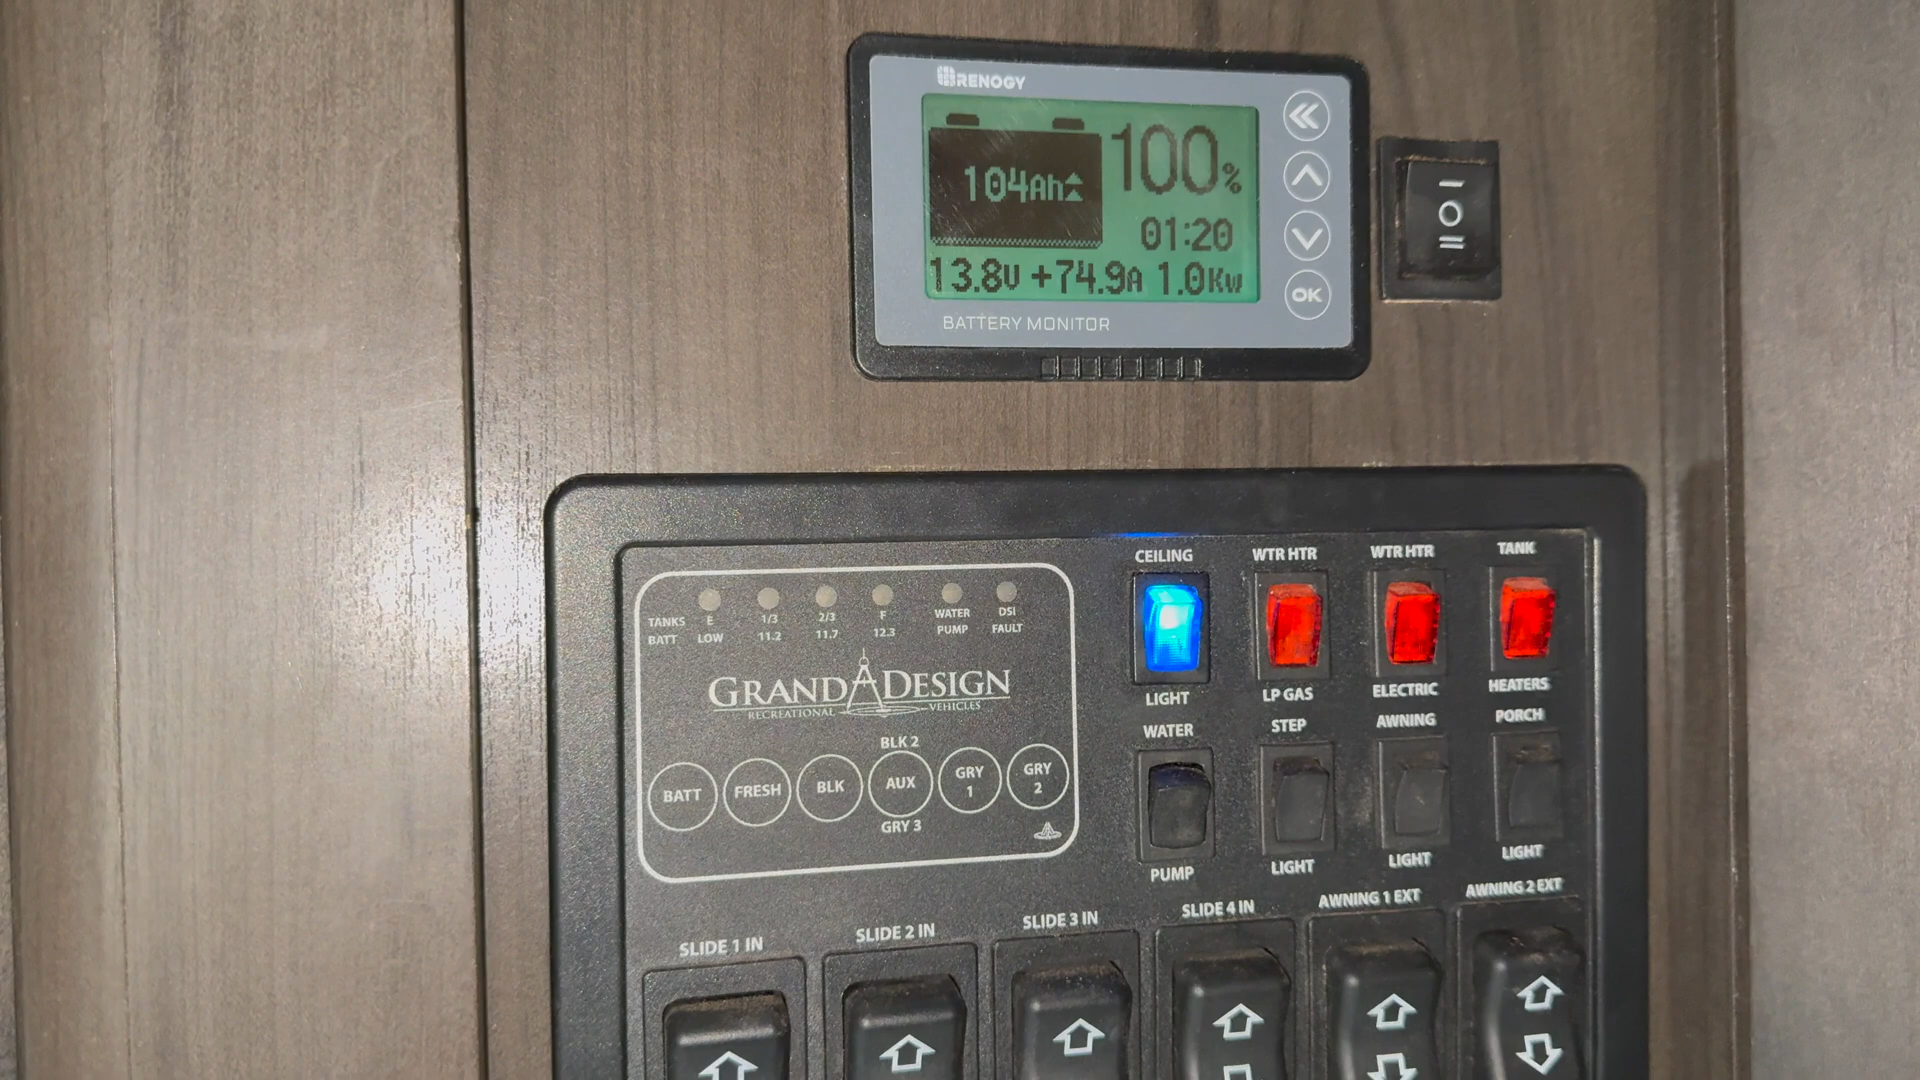 RENOGY
104Ah
100%
01:20
13.8V +74.9A 1.0Kw
OK
BATTERY MONITOR
TANKS E 1/3 2/3 F WATER PUMP DSI FAULT
BATT LOW 11.2 11.7 12.3
GRAND DESIGN
RECREATIONAL VEHICLES
BLK 2
BATT FRESH BLK AUX GRY 1 GRY 2
GRY 3
CEILING WTR HTR WTR HTR TANK
LIGHT LP GAS ELECTRIC HEATERS
WATER STEP AWNING PORCH
PUMP LIGHT LIGHT LIGHT
SLIDE 1 IN SLIDE 2 IN SLIDE 3 IN SLIDE 4 IN AWNING 1 EXT AWNING 2 EXT